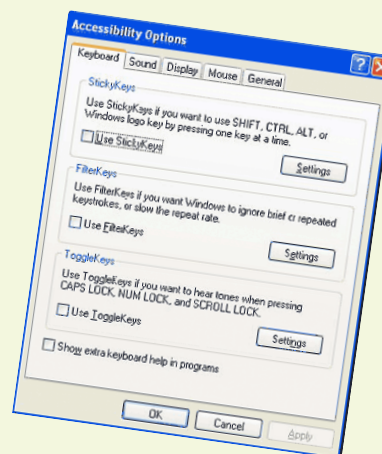 Accessibility Options
Keyboard Sound Display Mouse General
StickyKeys
Use StickyKeys if you want to use SHIFT, CTRL, ALT, or
Windows logo key by pressing one key at a time.
Use StickyKeys
Settings
FilterKeys
Use FilterKeys if you want Windows to ignore brief or repeated
keystrokes, or slow the repeat rate.
Use FilterKeys
Settings
ToggleKeys
Use ToggleKeys if you want to hear tones when pressing
CAPS LOCK, NUM LOCK, and SCROLL LOCK.
Use ToggleKeys
Settings
Show extra keyboard help in programs
OK Cancel Apply